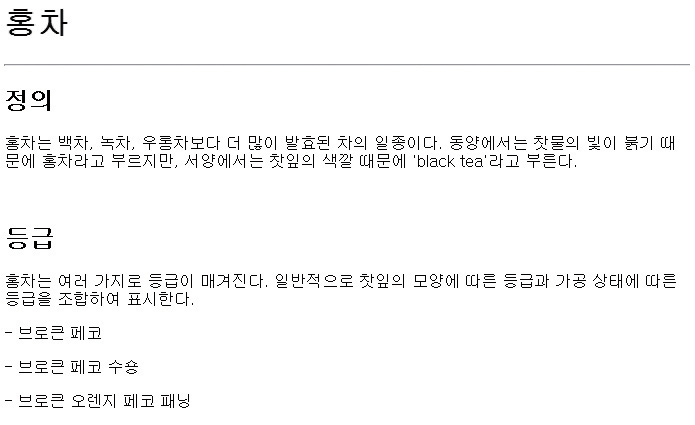 홍차
정의
홍차는 백차, 녹차, 우롱차보다 더 많이 발효된 차의 일종이다. 동양에서는 찻물의 빛이 붉기 때
문에 홍차라고 부르지만, 서양에서는 찻잎의 색깔 때문에 'black tea'라고 부른다.
등급
홍차는 여러 가지로 등급이 매겨진다. 일반적으로 찻잎의 모양에 따른 등급과 가공 상태에 따른
등급을 조합하여 표시한다.
- 브로큰 페코
- 브로큰 페코 수숑
- 브로큰 오렌지 페코 패닝